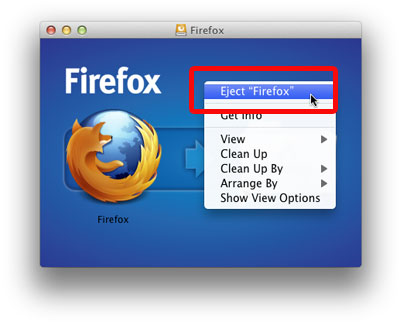 Firefox
Firefox
Eject “Firefox”
Get Info
View
Clean Up
Clean Up By
Arrange By
Show View Options
Firefox